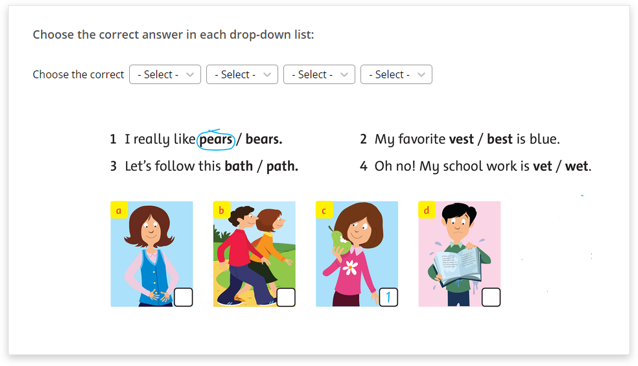 Choose the correct answer in each drop-down list:
Choose the correct - Select - - Select - - Select - - Select -
1 I really like pears / bears. 2 My favorite vest / best is blue.
3 Let's follow this bath / path. 4 Oh no! My school work is vet / wet.
a b c d
1